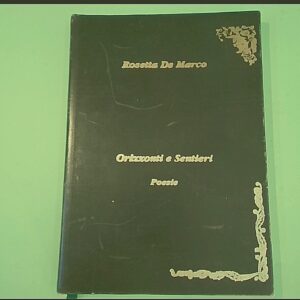 Rosetta De Marco
Orizzonti e Sentieri
Poesie